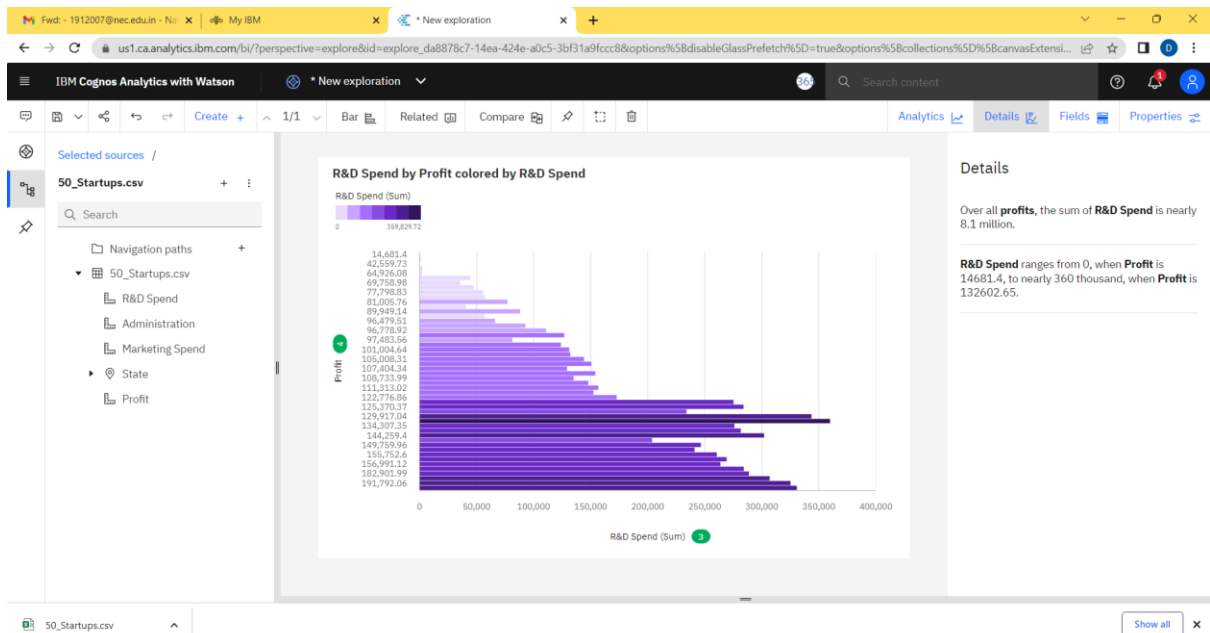 Fwd: - 1912007@nec.edu.in - Na
My IBM
* New exploration
us1.ca.analytics.ibm.com/bi/?perspective=explore&id=explore_da8878c7-14ea-424e-a0c5-3bf31a9fccc8&options%5BdisableGlassPrefetch%5D=true&options%5Bcollections%5D%5BcanvasExtensi...
D
IBM Cognos Analytics with Watson
* New exploration
Search content
1
Create +
1/1
Bar
Related
Compare
Analytics
Details
Fields
Properties
Selected sources /
50_Startups.csv
Search
Navigation paths
50_Startups.csv
R&D Spend
Administration
Marketing Spend
State
Profit
R&D Spend by Profit colored by R&D Spend
R&D Spend (Sum)
0 359,829.72
14,681.4
42,559.73
64,926.08
69,758.98
77,798.83
81,005.76
89,949.14
96,479.51
96,778.92
97,483.56
101,004.64
105,008.31
107,404.34
108,733.99
111,313.02
122,776.86
125,370.37
129,917.04
134,307.35
144,259.4
149,759.96
155,752.6
156,991.12
182,901.99
191,792.06
Profit
4
0 50,000 100,000 150,000 200,000 250,000 300,000 350,000 400,000
R&D Spend (Sum) 3
Details
Over all profits, the sum of R&D Spend is nearly
8.1 million.
R&D Spend ranges from 0, when Profit is
14681.4, to nearly 360 thousand, when Profit is
132602.65.
50_Startups.csv
Show all